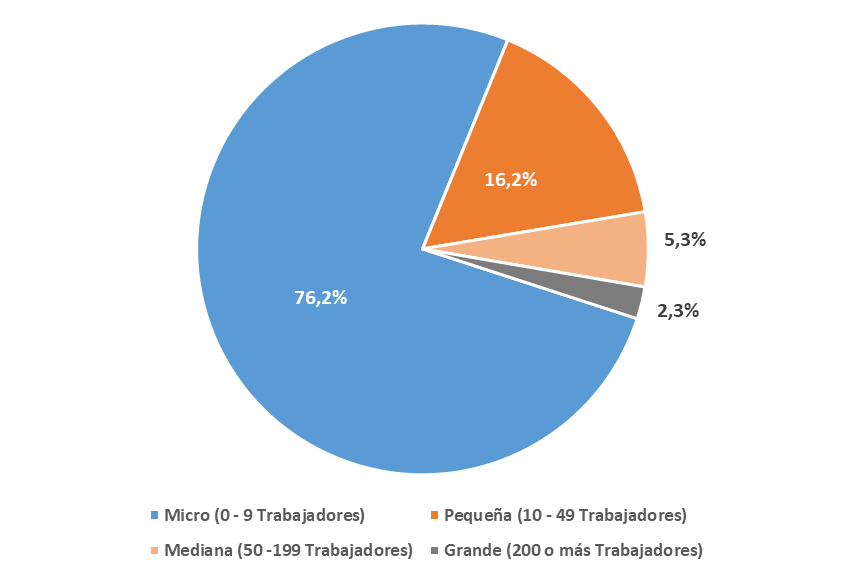 16,2%
5,3%
76,2%
2,3%
Micro (0 - 9 Trabajadores)
Pequeña (10 - 49 Trabajadores)
Mediana (50 -199 Trabajadores)
Grande (200 o más Trabajadores)